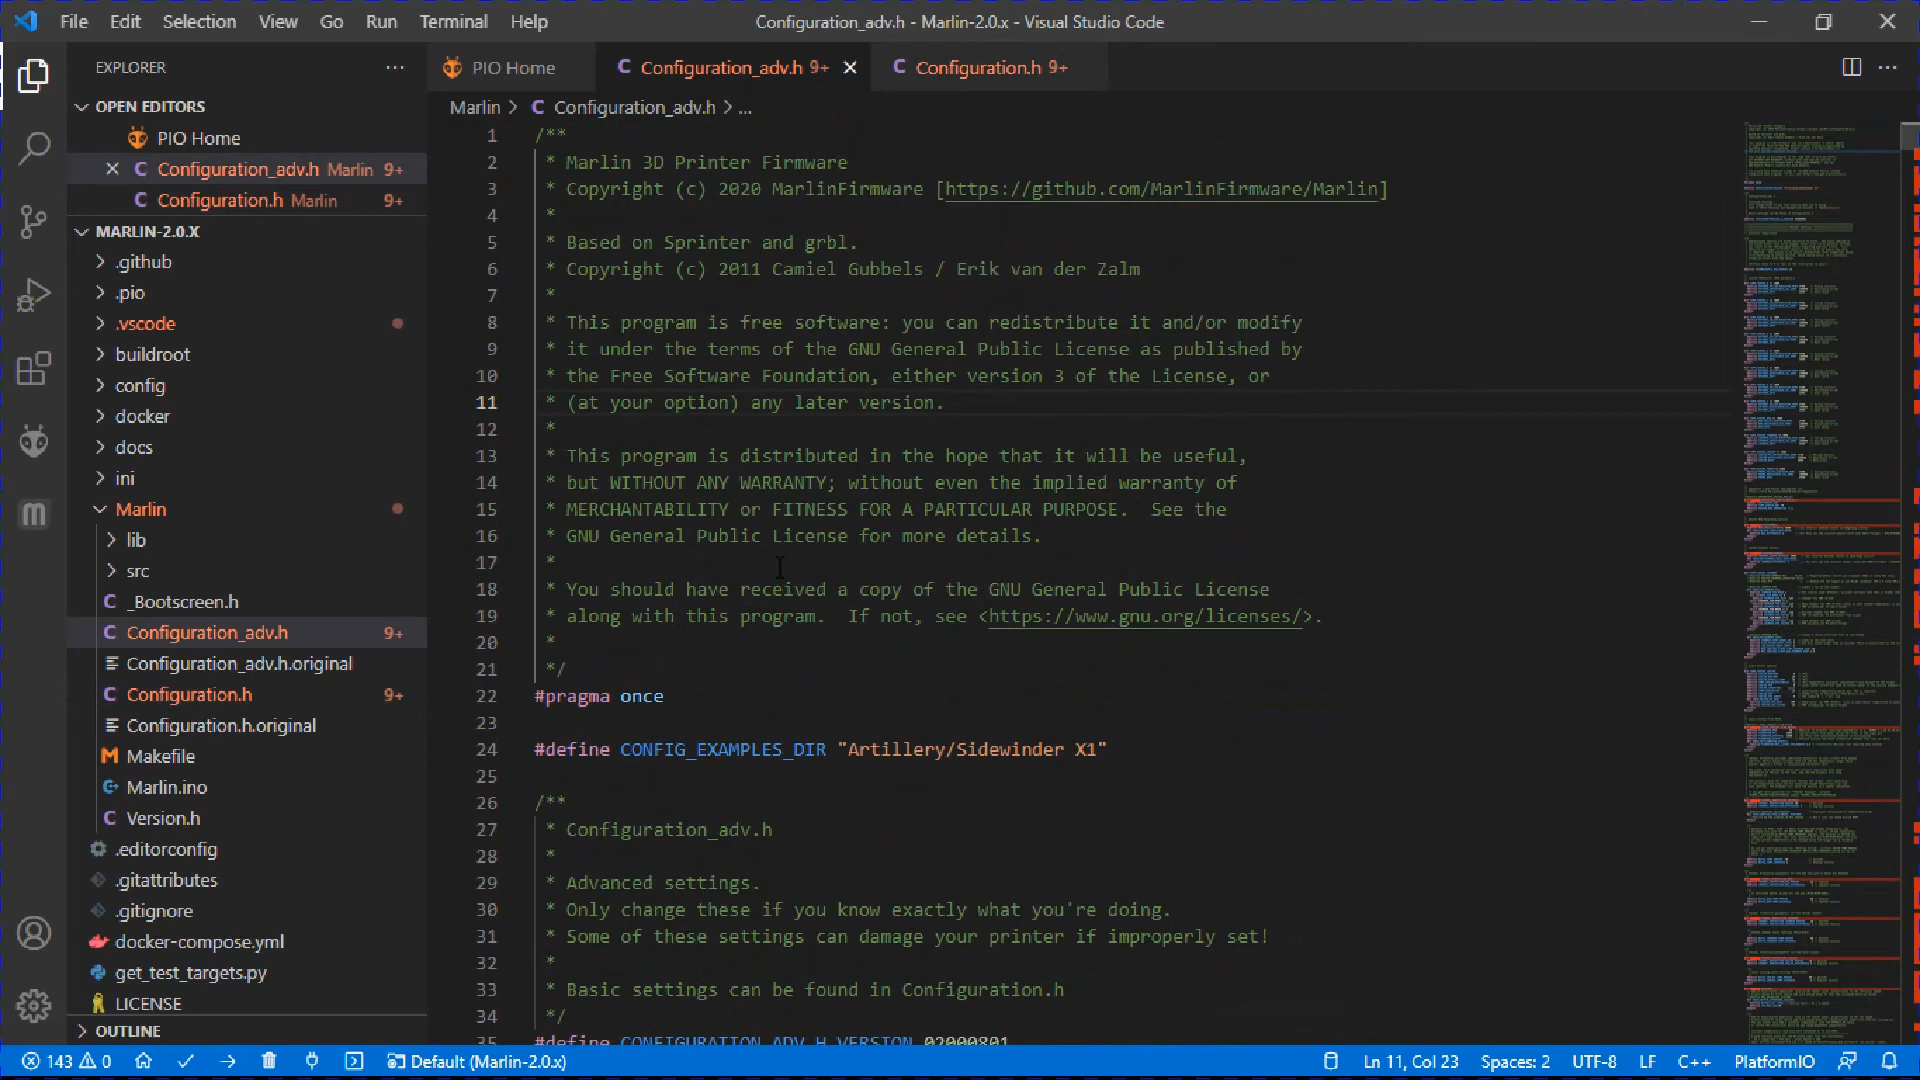 File Edit Selection View Go Run Terminal Help
Configuration_adv.h - Marlin-2.0.x - Visual Studio Code
EXPLORER
OPEN EDITORS
PIO Home
Configuration_adv.h Marlin 9+
Configuration.h Marlin 9+
MARLIN-2.0.X
.github
.pio
.vscode
buildroot
config
docker
docs
ini
Marlin
lib
src
_Bootscreen.h
Configuration_adv.h 9+
Configuration_adv.h.original
Configuration.h 9+
Configuration.h.original
Makefile
Marlin.ino
Version.h
.editorconfig
.gitattributes
.gitignore
docker-compose.yml
get_test_targets.py
LICENSE
OUTLINE
PIO Home
Configuration_adv.h 9+
Configuration.h 9+
Marlin > C Configuration_adv.h > ...
1 /**
2 * Marlin 3D Printer Firmware
3 * Copyright (c) 2020 MarlinFirmware [https://github.com/MarlinFirmware/Marlin]
4 *
5 * Based on Sprinter and grbl.
6 * Copyright (c) 2011 Camiel Gubbels / Erik van der Zalm
7 *
8 * This program is free software: you can redistribute it and/or modify
9 * it under the terms of the GNU General Public License as published by
10 * the Free Software Foundation, either version 3 of the License, or
11 * (at your option) any later version.
12 *
13 * This program is distributed in the hope that it will be useful,
14 * but WITHOUT ANY WARRANTY; without even the implied warranty of
15 * MERCHANTABILITY or FITNESS FOR A PARTICULAR PURPOSE.  See the
16 * GNU General Public License for more details.
17 *
18 * You should have received a copy of the GNU General Public License
19 * along with this program.  If not, see <https://www.gnu.org/licenses/>.
20 *
21 */
22 #pragma once
23
24 #define CONFIG_EXAMPLES_DIR "Artillery/Sidewinder X1"
25
26 /**
27 * Configuration_adv.h
28 *
29 * Advanced settings.
30 * Only change these if you know exactly what you're doing.
31 * Some of these settings can damage your printer if improperly set!
32 *
33 * Basic settings can be found in Configuration.h
34 */
35 #define CONFIGURATION_ADV_H_VERSION 02000801
143 0 Default (Marlin-2.0.x) Ln 11, Col 23 Spaces: 2 UTF-8 LF C++ PlatformIO